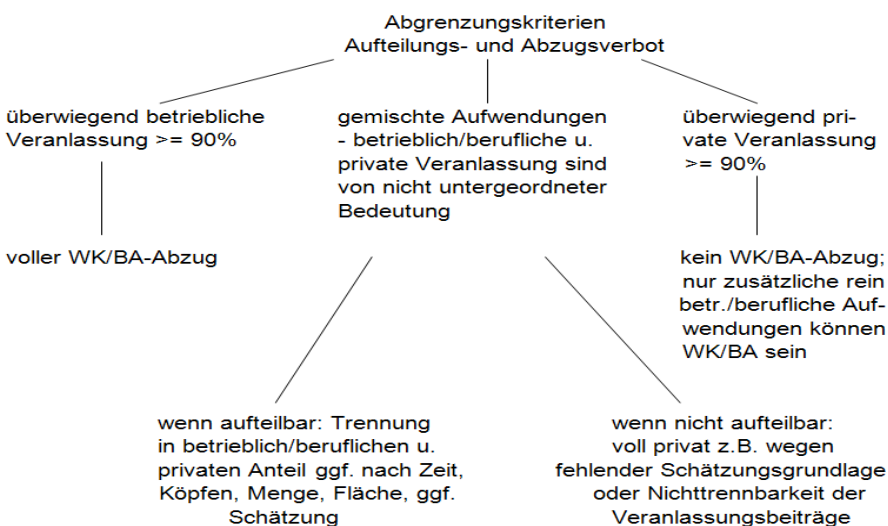 Abgrenzungskriterien
Aufteilungs- und Abzugsverbot
überwiegend betriebliche
Veranlassung >= 90%
gemischte Aufwendungen
- betrieblich/berufliche u.
private Veranlassung sind
von nicht untergeordneter
Bedeutung
überwiegend pri-
vate Veranlassung
>= 90%
voller WK/BA-Abzug
kein WK/BA-Abzug;
nur zusätzliche rein
betr./berufliche Auf-
wendungen können
WK/BA sein
wenn aufteilbar: Trennung
in betrieblich/beruflichen u.
privaten Anteil ggf. nach Zeit,
Köpfen, Menge, Fläche, ggf.
Schätzung
wenn nicht aufteilbar:
voll privat z.B. wegen
fehlender Schätzungsgrundlage
oder Nichttrennbarkeit der
Veranlassungsbeiträge